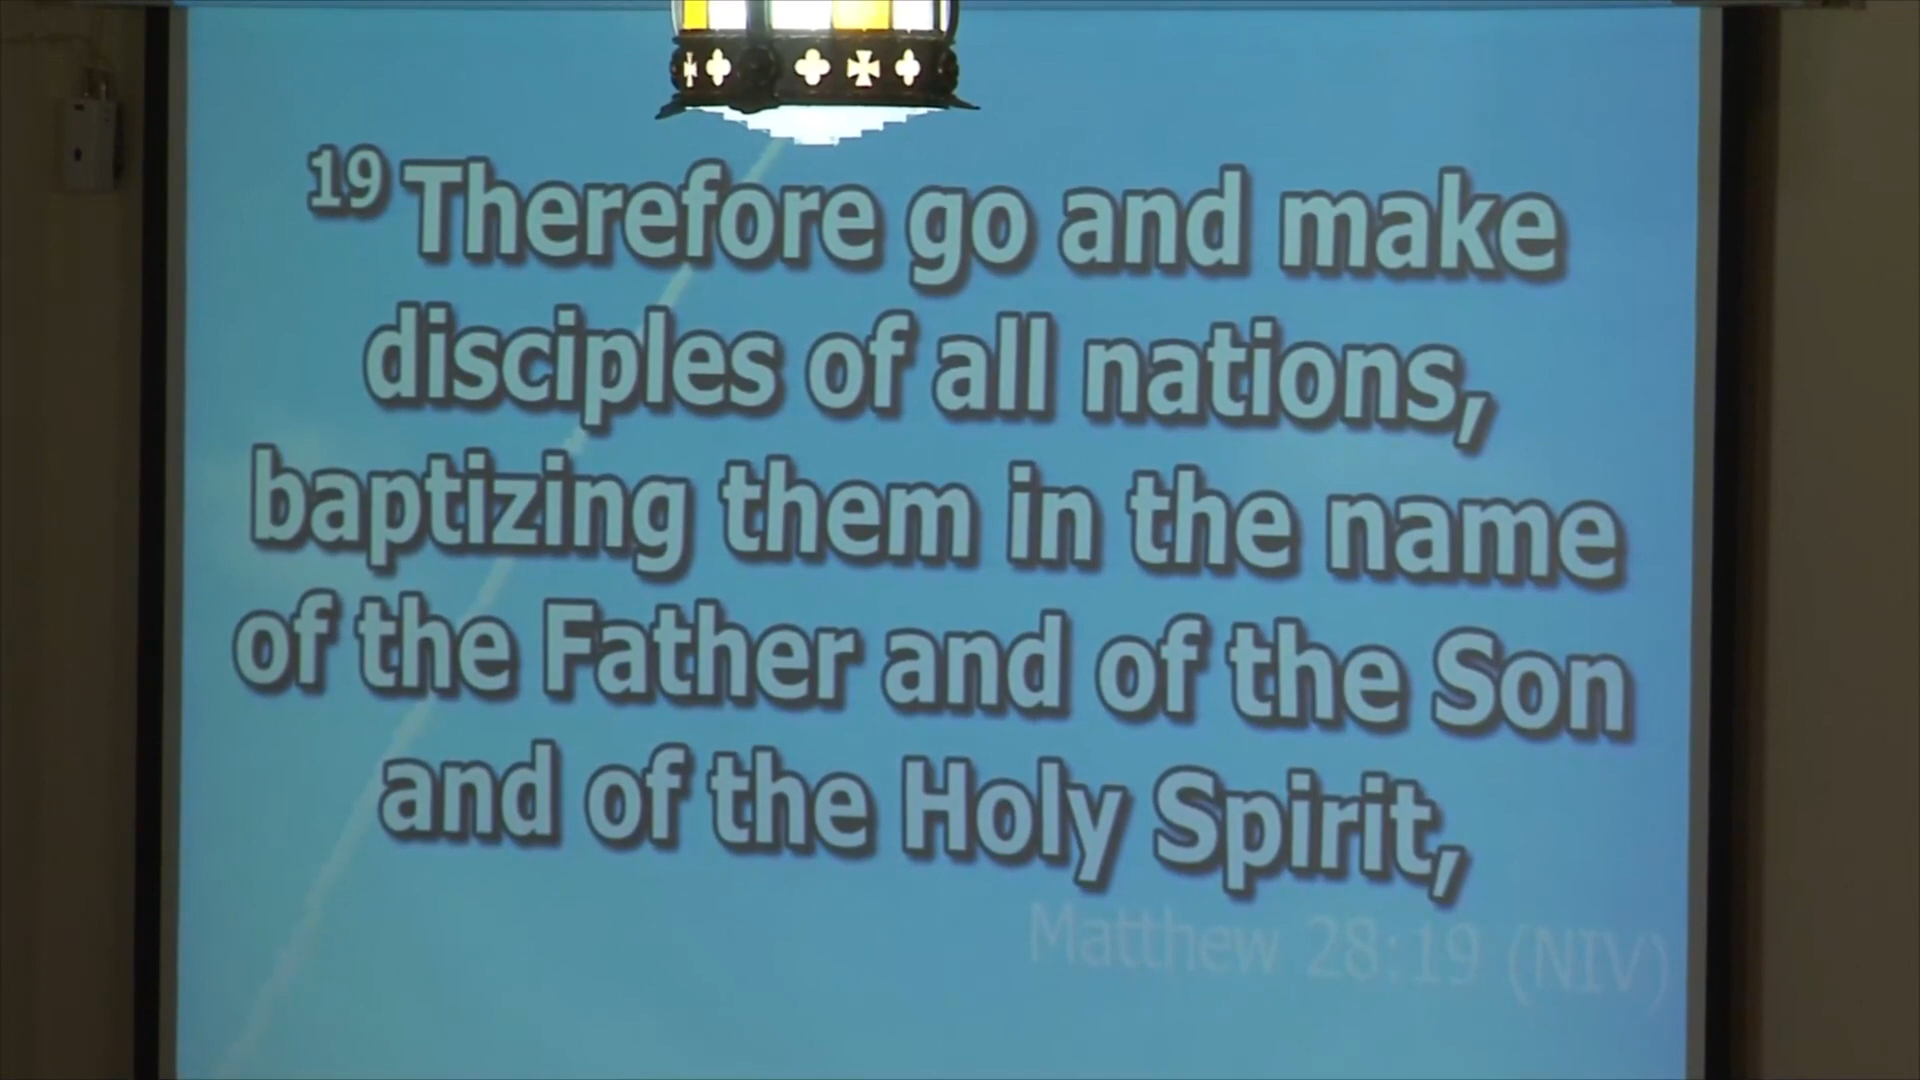 19 Therefore go and make
disciples of all nations,
baptizing them in the name
of the Father and of the Son
and of the Holy Spirit,
Matthew 28:19 (NIV)